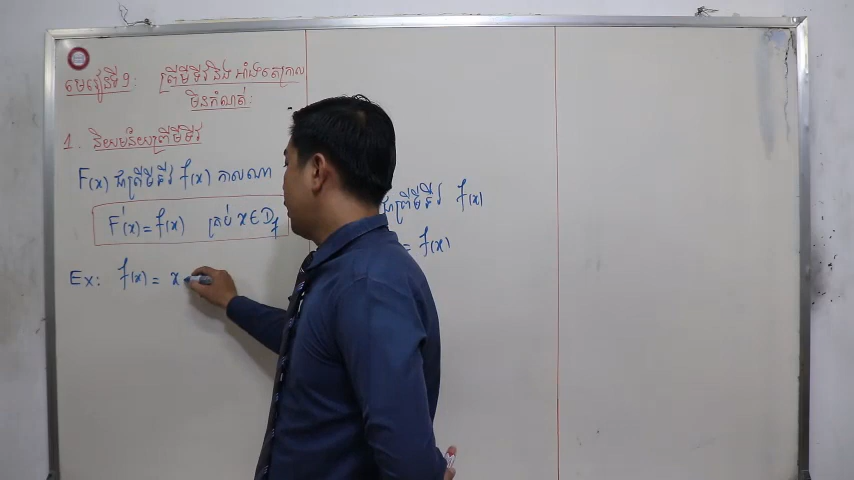 មេរៀនទី១: ព្រីមីទីវ និង អាំងតេក្រាល
មិនកំណត់:
1. និយមន័យព្រីមីទីវ
F(x) ជាព្រីមីទីវ f(x) កាលណា
F'(x) = f(x) គ្រប់ x ∈ D_f
Ex: f(x) = x
ជាព្រីមីទីវ f(x)
= f(x)